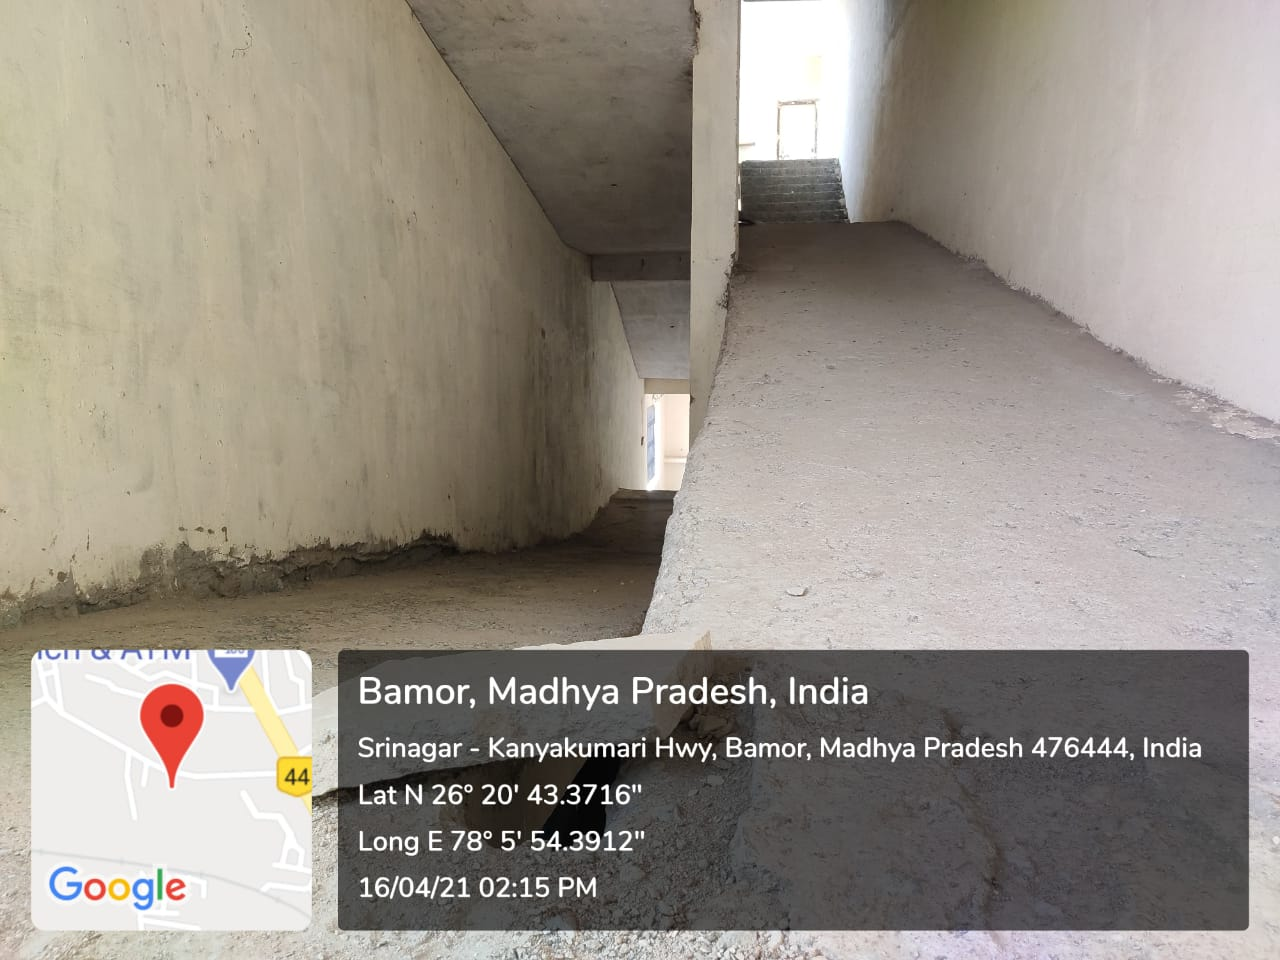 Bamor, Madhya Pradesh, India
Srinagar - Kanyakumari Hwy, Bamor, Madhya Pradesh 476444, India
Lat N 26° 20' 43.3716"
Long E 78° 5' 54.3912"
16/04/21 02:15 PM
& ATM
44
Google